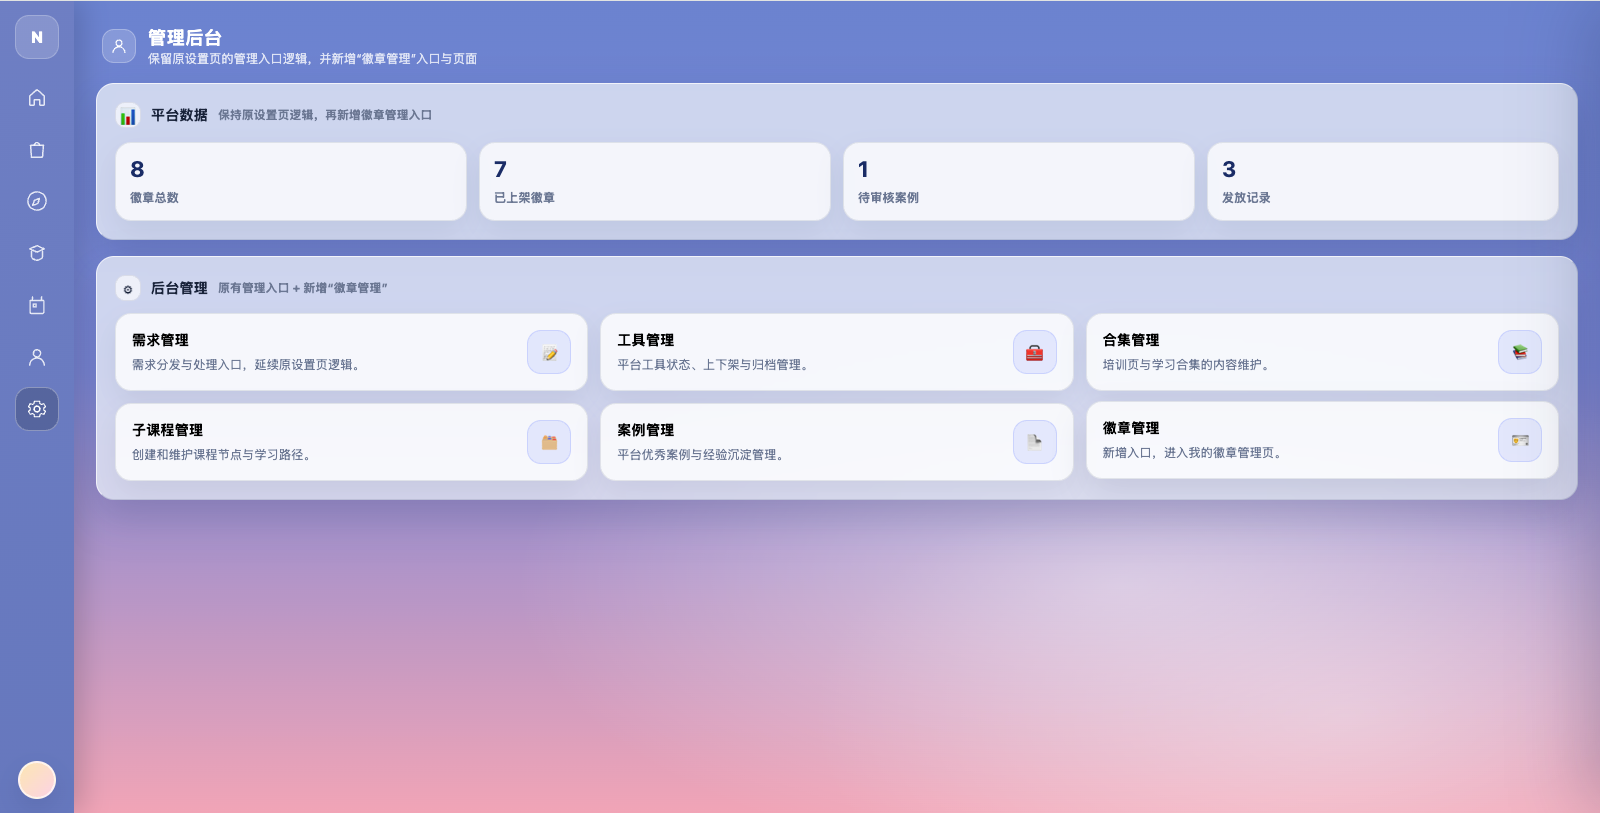 N
管理后台
保留原设置页的管理入口逻辑，并新增“徽章管理”入口与页面
平台数据 保持原设置页逻辑，再新增徽章管理入口
8
徽章总数
7
已上架徽章
1
待审核案例
3
发放记录
后台管理 原有管理入口 + 新增“徽章管理”
需求管理
需求分发与处理入口，延续原设置页逻辑。
工具管理
平台工具状态、上下架与归档管理。
合集管理
培训页与学习合集的内容维护。
子课程管理
创建和维护课程节点与学习路径。
案例管理
平台优秀案例与经验沉淀管理。
徽章管理
新增入口，进入我的徽章管理页。